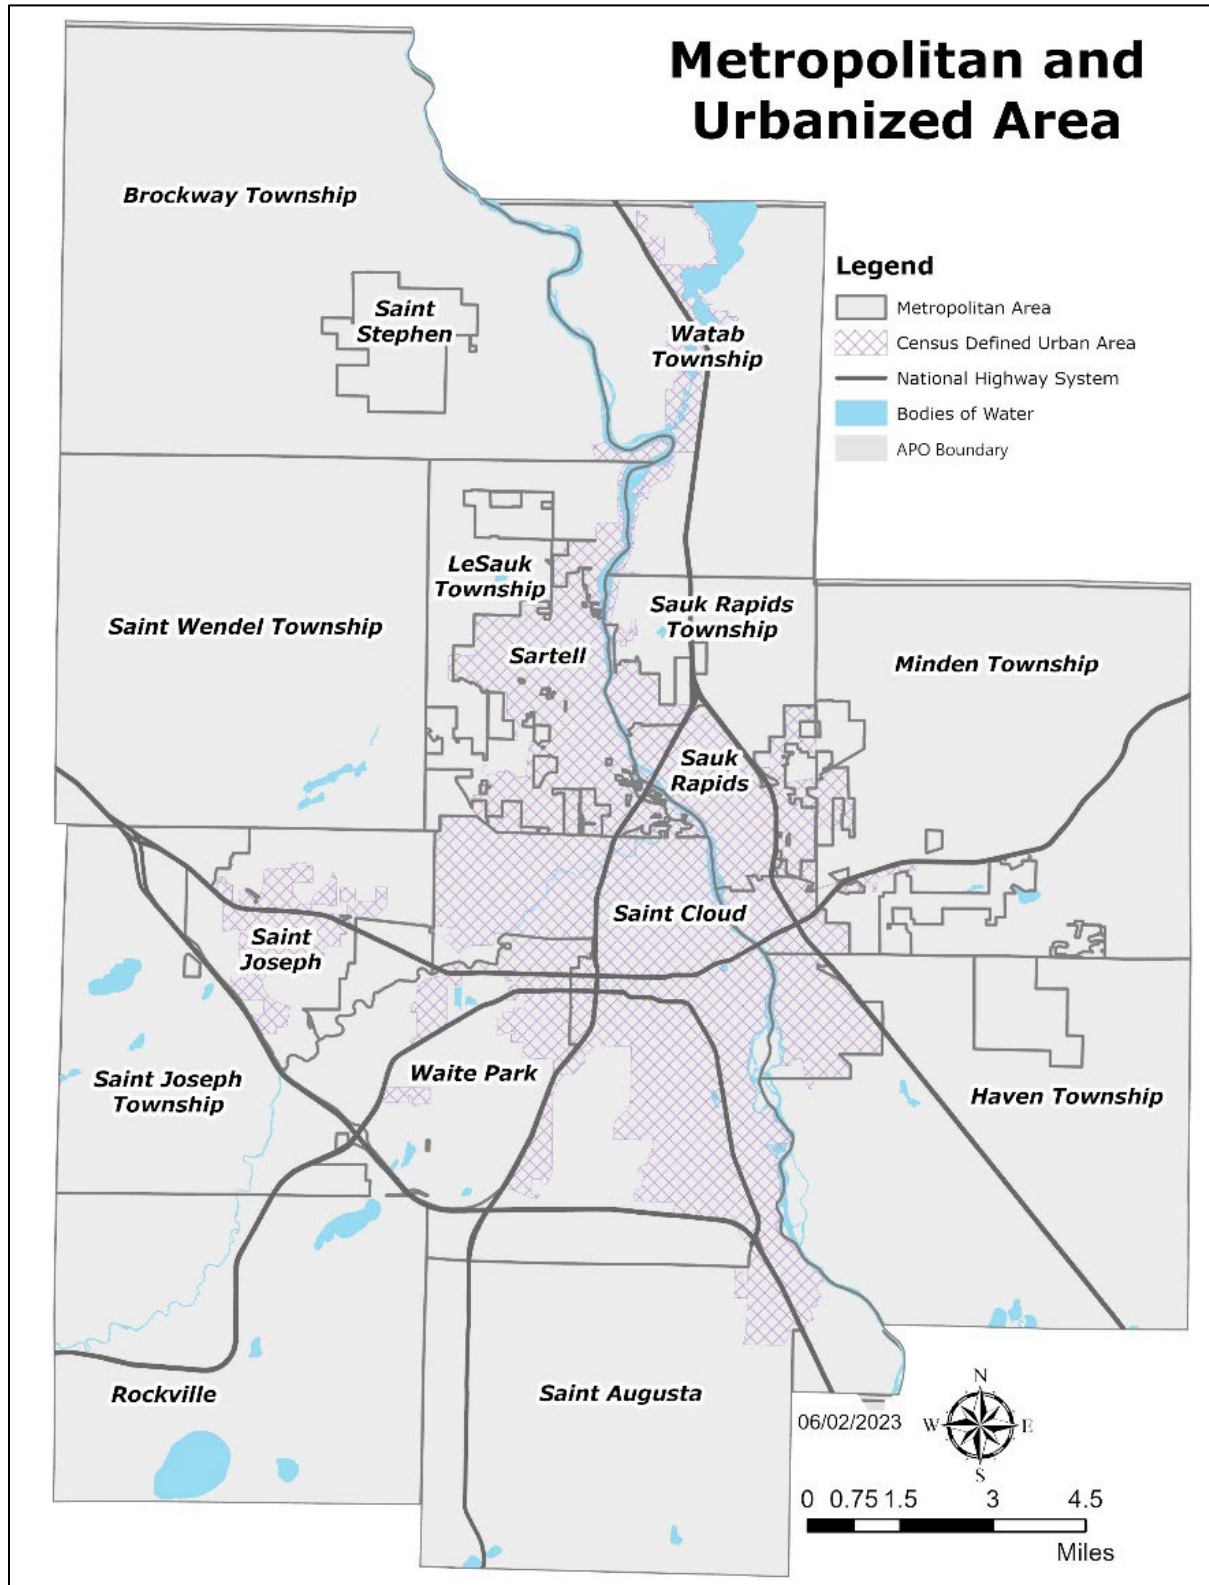 Metropolitan and
Urbanized Area
Brockway Township
Saint
Stephen
Watab
Township
Legend
Metropolitan Area
Census Defined Urban Area
National Highway System
Bodies of Water
APO Boundary
LeSauk
Township
Saint Wendel Township
Sartell
Sauk Rapids
Township
Minden Township
Sauk
Rapids
Saint Cloud
Saint
Joseph
Waite Park
Saint Joseph
Township
Haven Township
Rockville
Saint Augusta
06/02/2023
N
W
E
S
0 0.75 1.5 3 4.5
Miles